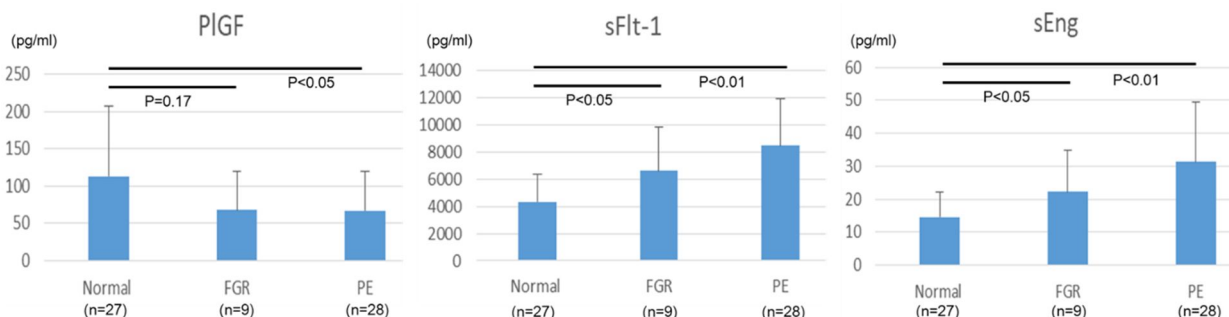 PlGF
(pg/ml)
250
200
150
100
50
0
P<0.05
P=0.17
Normal
(n=27)
FGR
(n=9)
PE
(n=28)
sFlt-1
(pg/ml)
14000
12000
10000
8000
6000
4000
2000
0
P<0.01
P<0.05
Normal
(n=27)
FGR
(n=9)
PE
(n=28)
sEng
(pg/ml)
60
50
40
30
20
10
0
P<0.01
P<0.05
Normal
(n=27)
FGR
(n=9)
PE
(n=28)